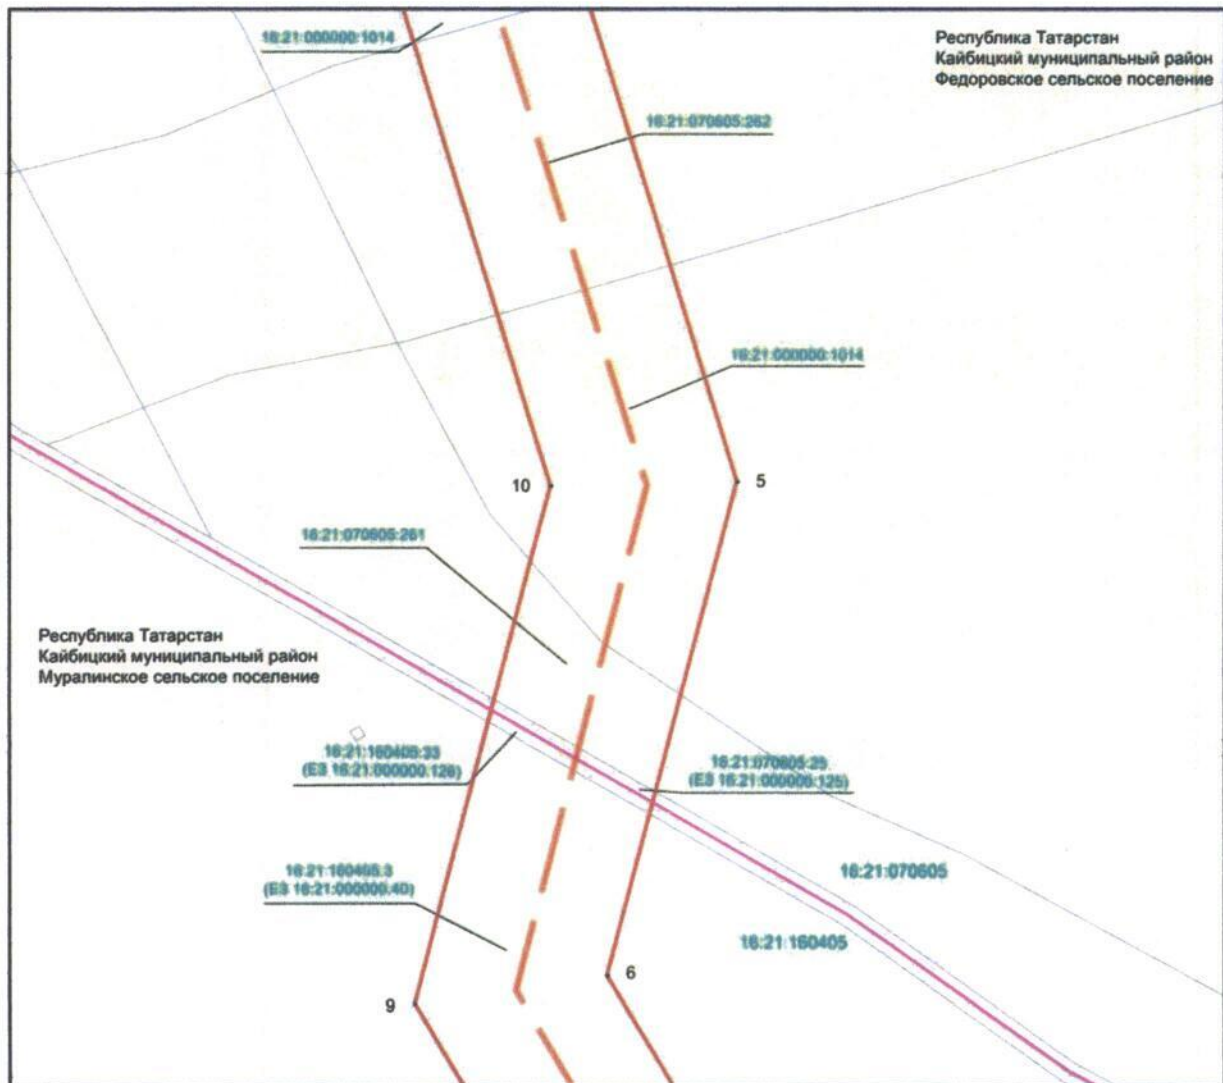 16:21:000000:1014
Республика Татарстан
Кайбицкий муниципальный район
Федоровское сельское поселение
16:21:070605:262
16:21:000000:1014
10
5
16:21:070605:261
Республика Татарстан
Кайбицкий муниципальный район
Муралинское сельское поселение
16:21:160405:33
(ЕЗ 16:21:000000:126)
16:21:070605:25
(ЕЗ 16:21:000000:125)
16:21:160405:3
(ЕЗ 16:21:000000:40)
16:21:070605
16:21:160405
6
9